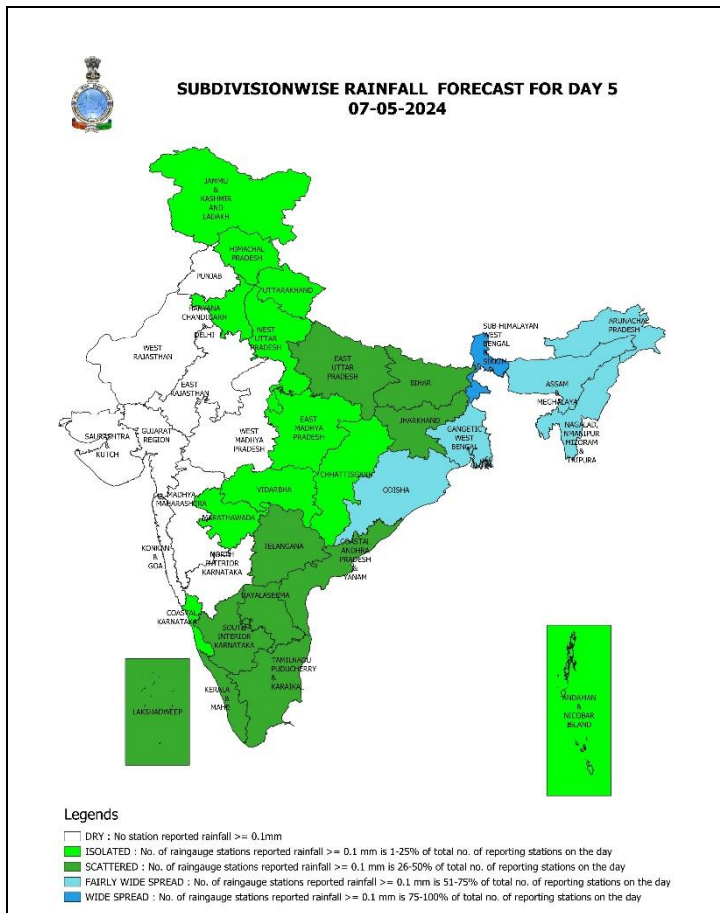 SUBDIVISIONWISE RAINFALL FORECAST FOR DAY 5
07-05-2024
JAMMU
&
KASHMIR
AND
LADAKH
HIMACHAL
PRADESH
PUNJAB
UTTARAKHAND
HARYANA
CHANDIGARH
&
DELHI
WEST
UTTAR
PRADESH
WEST
RAJASTHAN
EAST
RAJASTHAN
EAST
UTTAR
PRADESH
BIHAR
SUB-HIMALAYAN
WEST
BENGAL
&
SIKKIM
ARUNACHAL
PRADESH
ASSAM
&
MEGHALAYA
NAGALAD,
NMANIPUR
MIZORAM
&
TRIPURA
JHARKHAND
GANGETIC
WEST
BENGAL
SAURASHTRA
&
KUTCH
GUJARAT
REGION
WEST
MADHYA
PRADESH
EAST
MADHYA
PRADESH
CHHATTISGARH
ODISHA
VIDARBHA
MADHYA
MAHARASHTRA
MARATHAWADA
KONKAN
&
GOA
NORTH
INTERIOR
KARNATAKA
TELANGANA
COASTAL
ANDHRA
PRADESH
&
YANAM
RAYALASEEMA
COASTAL
KARNATAKA
SOUTH
INTERIOR
KARNATAKA
TAMILNADU
PUDUCHERRY
&
KARAIKAL
KERALA
&
MAHE
LAKSHADWEEP
ANDAMAN
&
NICOBAR
ISLAND
Legends
DRY : No station reported rainfall >= 0.1mm
ISOLATED : No. of raingauge stations reported rainfall >= 0.1 mm is 1-25% of total no. of reporting stations on the day
SCATTERED : No. of raingauge stations reported rainfall >= 0.1 mm is 26-50% of total no. of reporting stations on the day
FAIRLY WIDE SPREAD : No. of raingauge stations reported rainfall >= 0.1 mm is 51-75% of total no. of reporting stations on the day
WIDE SPREAD : No. of raingauge stations reported rainfall >= 0.1 mm is 75-100% of total no. of reporting stations on the day